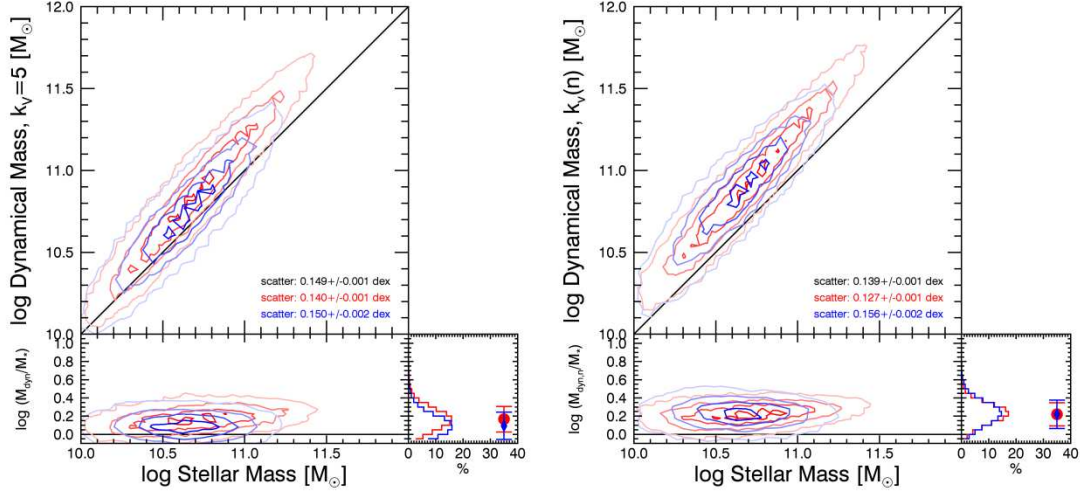 12.0
11.5
11.0
10.5
10.0
log Dynamical Mass, k_V=5 [M_⊙]
scatter: 0.149+/-0.001 dex
scatter: 0.140+/-0.001 dex
scatter: 0.150+/-0.002 dex
1.0
0.8
0.6
0.4
0.2
0.0
log (M_dyn/M_*)
10.0 10.5 11.0 11.5 0 10 20 30 40
log Stellar Mass [M_⊙] %
12.0
11.5
11.0
10.5
10.0
log Dynamical Mass, k_V(n) [M_⊙]
scatter: 0.139+/-0.001 dex
scatter: 0.127+/-0.001 dex
scatter: 0.156+/-0.002 dex
1.0
0.8
0.6
0.4
0.2
0.0
log (M_dyn,n/M_*)
10.0 10.5 11.0 11.5 0 10 20 30 40
log Stellar Mass [M_⊙] %